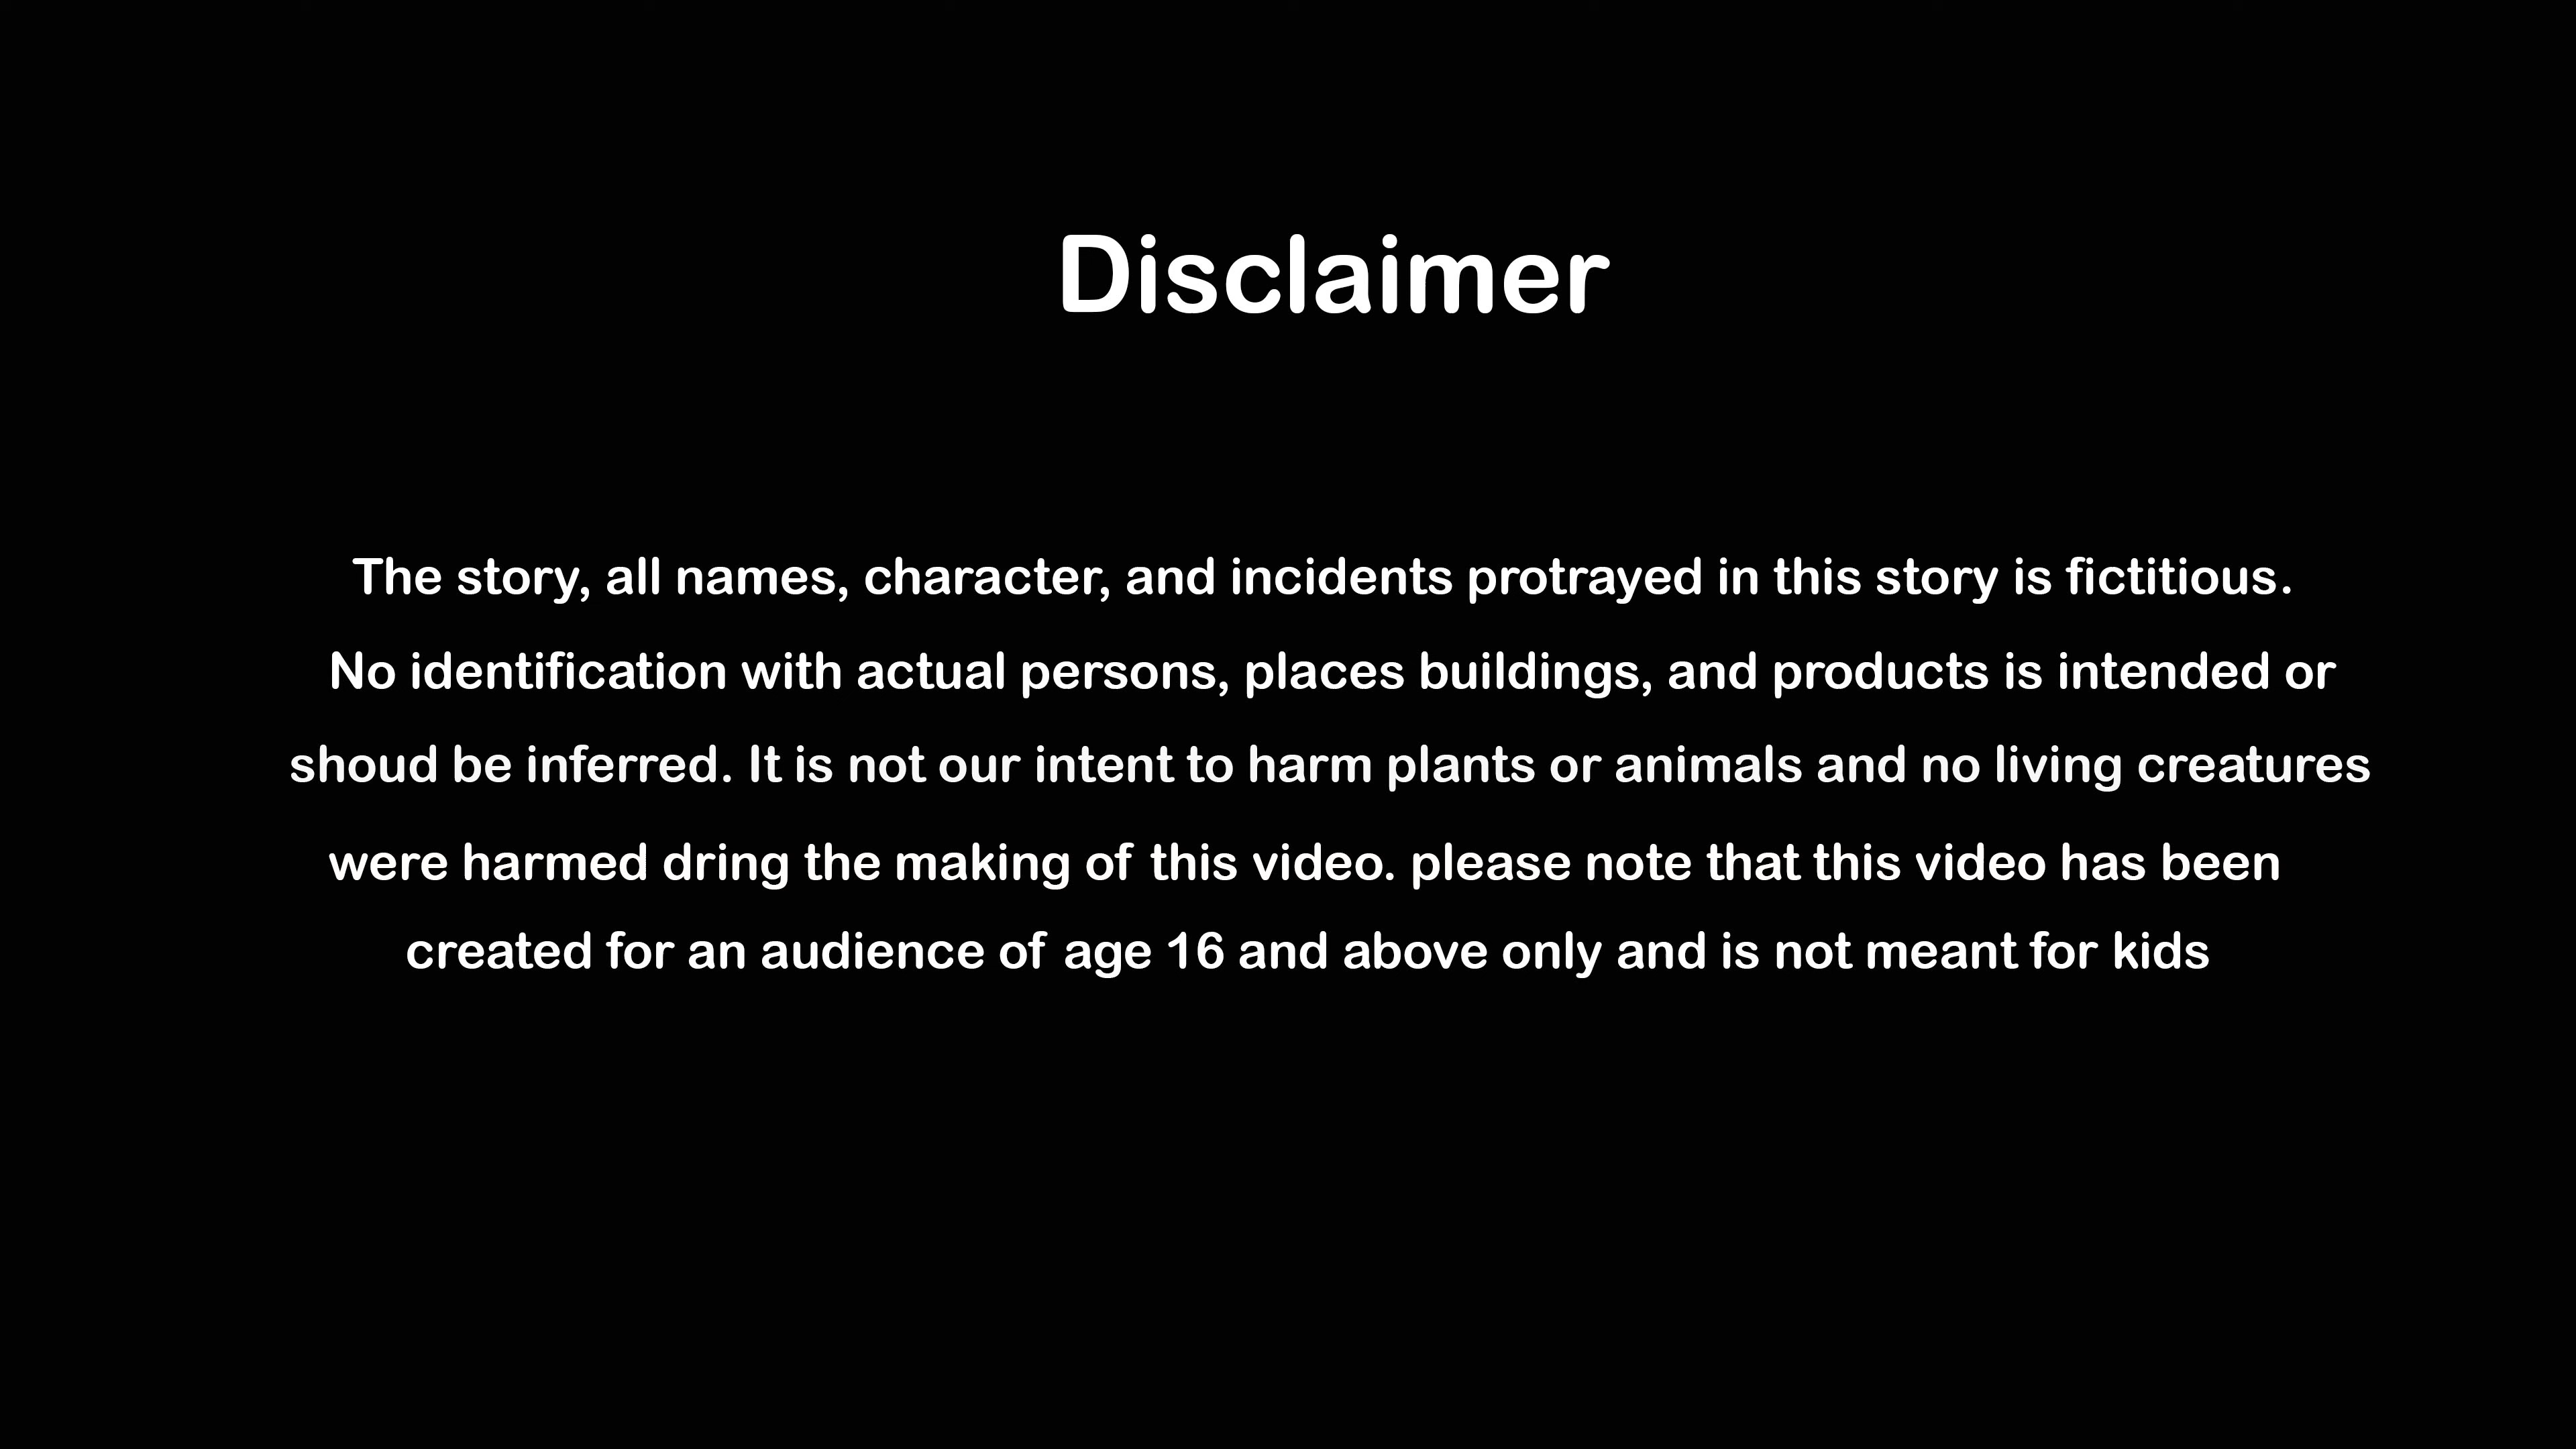 Disclaimer
The story, all names, character, and incidents protrayed in this story is fictitious.
No identification with actual persons, places buildings, and products is intended or
shoud be inferred. It is not our intent to harm plants or animals and no living creatures
were harmed dring the making of this video. please note that this video has been
created for an audience of age 16 and above only and is not meant for kids